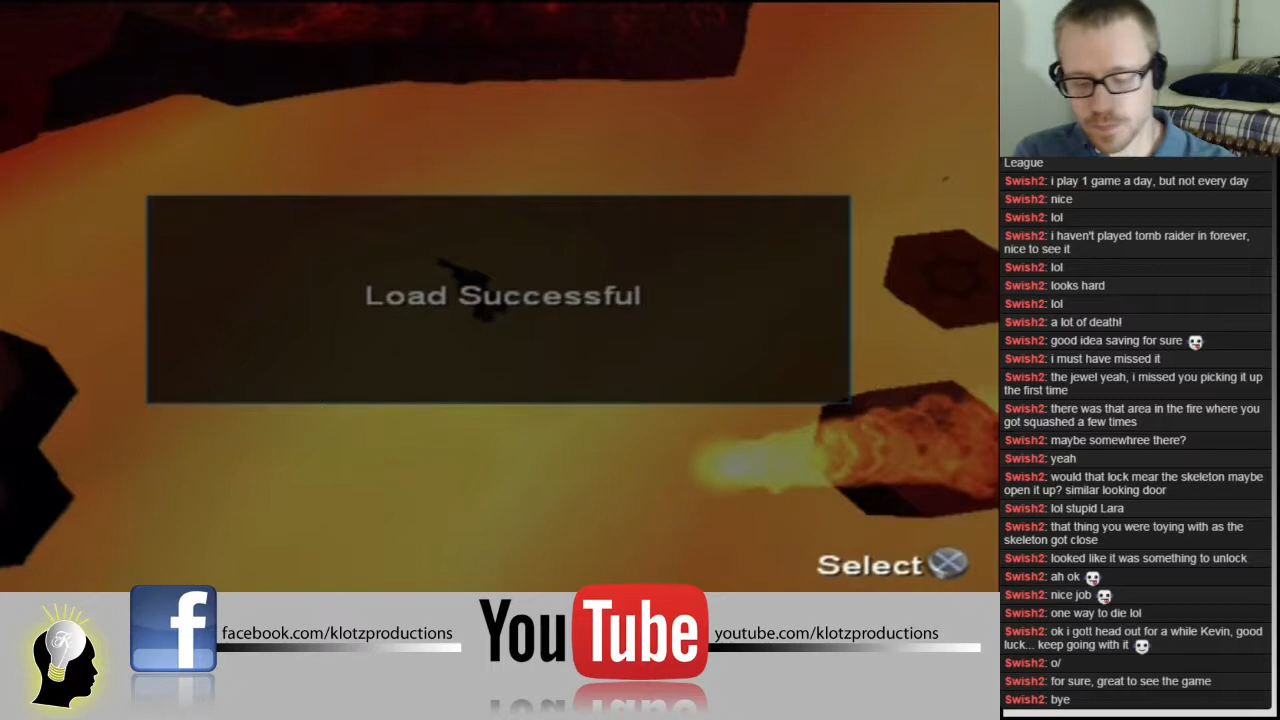 Load Successful
Select
facebook.com/klotzproductions
YouTube
youtube.com/klotzproductions
League
Swish2: i play 1 game a day, but not every day
Swish2: nice
Swish2: lol
Swish2: i haven't played tomb raider in forever,
nice to see it
Swish2: lol
Swish2: looks hard
Swish2: lol
Swish2: a lot of death!
Swish2: good idea saving for sure
Swish2: i must have missed it
Swish2: the jewel yeah, i missed you picking it up
the first time
Swish2: there was that area in the fire where you
got squashed a few times
Swish2: maybe somewhree there?
Swish2: yeah
Swish2: would that lock mear the skeleton maybe
open it up? similar looking door
Swish2: lol stupid Lara
Swish2: that thing you were toying with as the
skeleton got close
Swish2: looked like it was something to unlock
Swish2: ah ok
Swish2: nice job
Swish2: one way to die lol
Swish2: ok i gott head out for a while Kevin, good
luck... keep going with it
Swish2: o/
Swish2: for sure, great to see the game
Swish2: bye